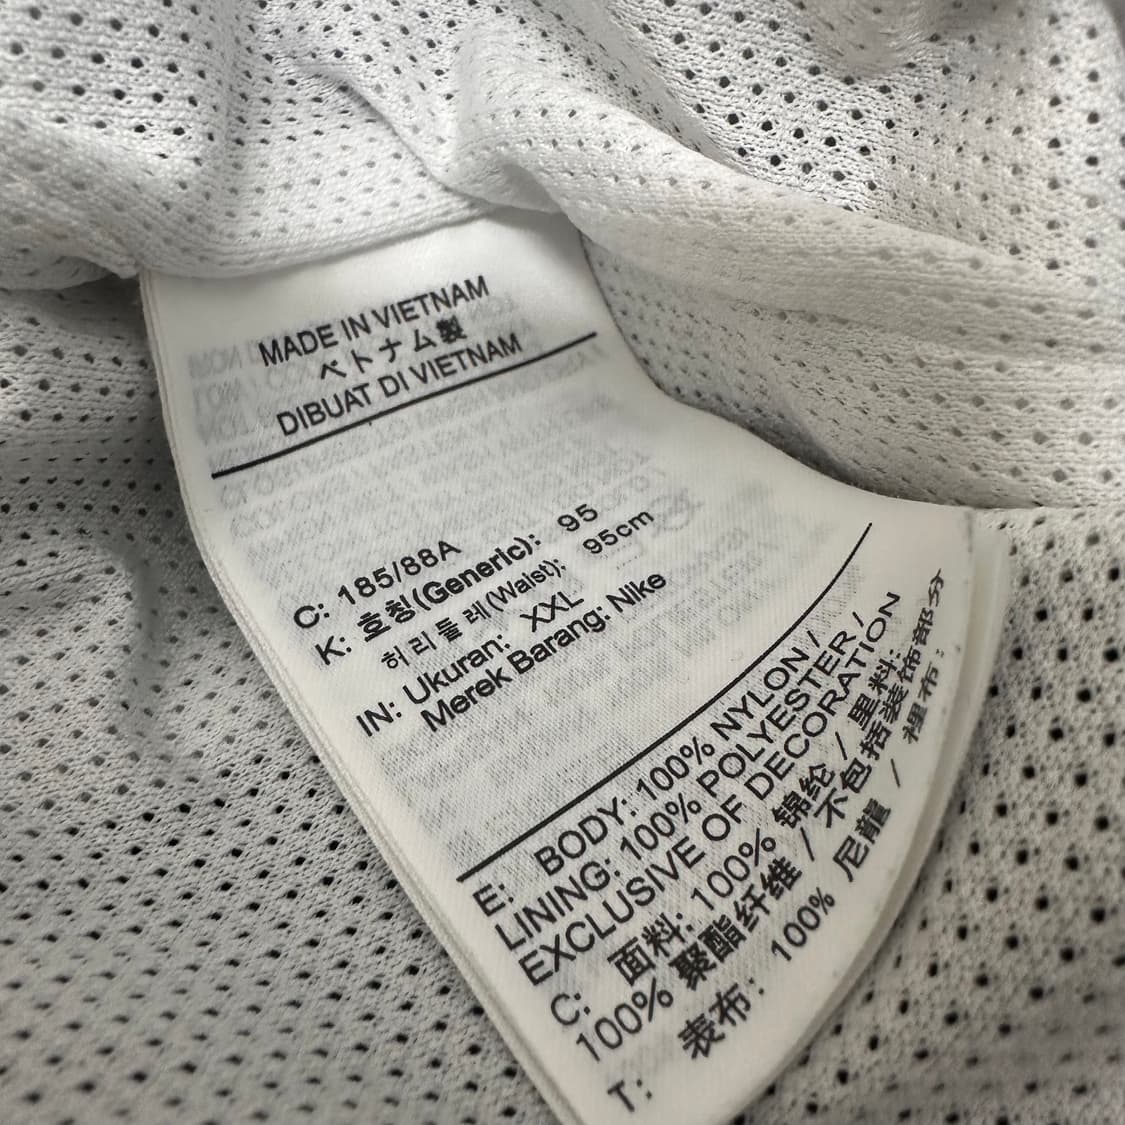 MADE IN VIETNAM
ベトナム製
DIBUAT DI VIETNAM
C: 185/88A
K: 호칭(Generic): 95
허리둘레(Waist): 95cm
IN: Ukuran: XXL
Merek Barang: Nike
E: BODY: 100% NYLON /
LINING: 100% POLYESTER /
EXCLUSIVE OF DECORATION
C: 面料: 100% 锦纶 / 里料:
100% 聚酯纤维 / 不包括装饰部分
T: 表布: 100% 尼龍 / 裡布: